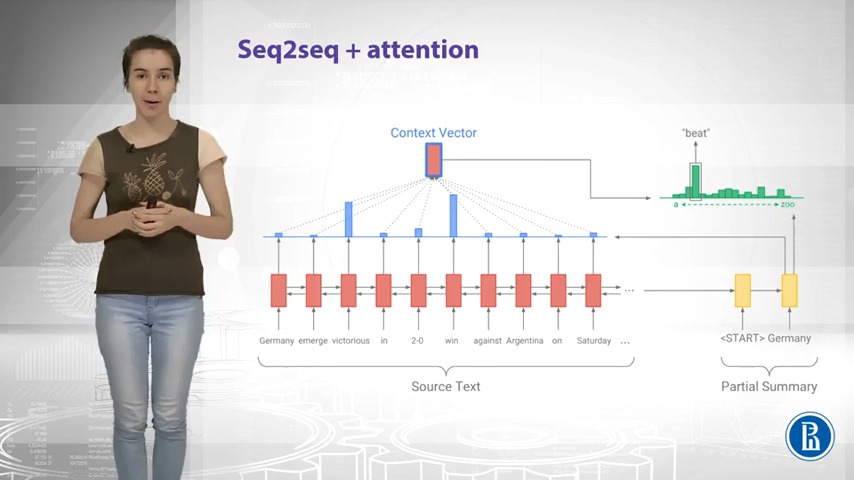 Seq2seq + attention
Context Vector
"beat"
a zoo
Germany emerge victorious in 2-0 win against Argentina on Saturday ...
...
<START> Germany
Source Text
Partial Summary